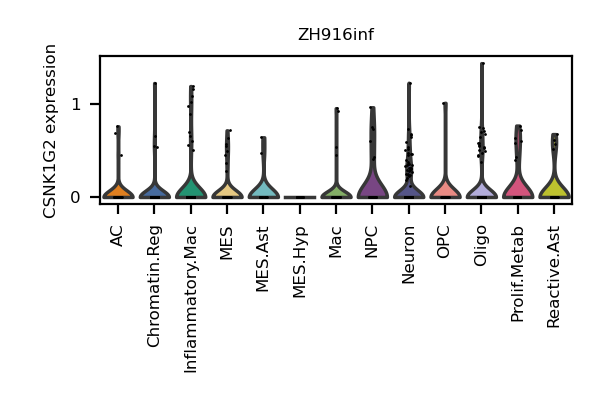 ZH916inf
CSNK1G2 expression
1
0
AC
Chromatin.Reg
Inflammatory.Mac
MES
MES.Ast
MES.Hyp
Mac
NPC
Neuron
OPC
Oligo
Prolif.Metab
Reactive.Ast